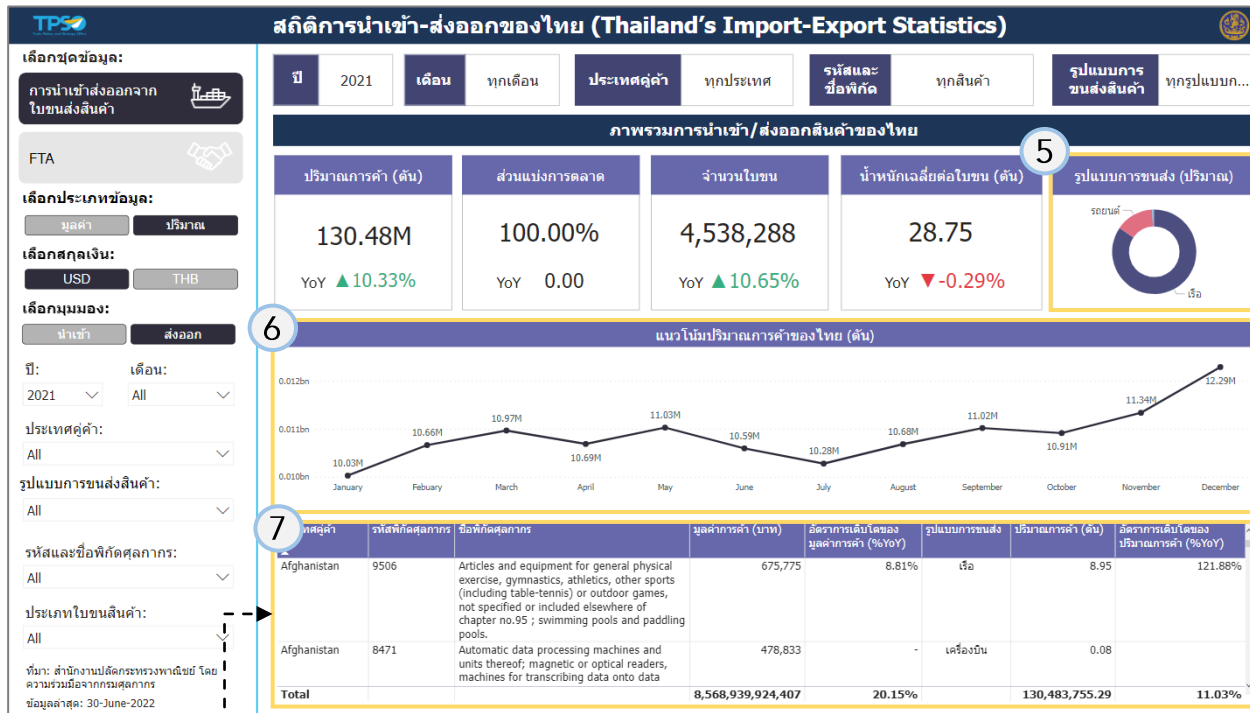 TPSO
สถิติการนำเข้า-ส่งออกของไทย (Thailand's Import-Export Statistics)
เลือกชุดข้อมูล:
การนำเข้าส่งออกจาก
ใบขนส่งสินค้า
FTA
เลือกประเภทข้อมูล:
มูลค่า
ปริมาณ
เลือกสกุลเงิน:
USD
THB
เลือกมุมมอง:
นำเข้า
ส่งออก
ปี:
เดือน:
2021
All
ประเทศคู่ค้า:
All
รูปแบบการขนส่งสินค้า:
All
รหัสและชื่อพิกัดศุลกากร:
All
ประเภทใบขนสินค้า:
All
ที่มา: สำนักงานปลัดกระทรวงพาณิชย์ โดย
ความร่วมมือจากกรมศุลกากร
ข้อมูลล่าสุด: 30-June-2022
ปี
2021
เดือน
ทุกเดือน
ประเทศคู่ค้า
ทุกประเทศ
รหัสและ
ชื่อพิกัด
ทุกสินค้า
รูปแบบการ
ขนส่งสินค้า
ทุกรูปแบบก...
ภาพรวมการนำเข้า/ส่งออกสินค้าของไทย
ปริมาณการค้า (ตัน)
130.48M
YoY ▲10.33%
ส่วนแบ่งการตลาด
100.00%
YoY 0.00
จำนวนใบขน
4,538,288
YoY ▲10.65%
น้ำหนักเฉลี่ยต่อใบขน (ตัน)
28.75
YoY ▼-0.29%
5
รูปแบบการขนส่ง (ปริมาณ)
รถยนต์
เรือ
6
แนวโน้มปริมาณการค้าของไทย (ตัน)
0.012bn
0.011bn
0.010bn
10.03M
10.66M
10.97M
10.69M
11.03M
10.59M
10.28M
10.68M
11.02M
10.91M
11.34M
12.29M
January
Febuary
March
April
May
June
July
August
September
October
November
December
7
รหัสพิกัดศุลกากร
ชื่อพิกัดศุลกากร
มูลค่าการค้า (บาท)
อัตราการเติบโตของ
มูลค่าการค้า (%YoY)
รูปแบบการขนส่ง
ปริมาณการค้า (ตัน)
อัตราการเติบโตของ
ปริมาณการค้า (%YoY)
Afghanistan
9506
Articles and equipment for general physical
exercise, gymnastics, athletics, other sports
(including table-tennis) or outdoor games,
not specified or included elsewhere of
chapter no.95 ; swimming pools and paddling
pools.
675,775
8.81%
เรือ
8.95
121.88%
Afghanistan
8471
Automatic data processing machines and
units thereof; magnetic or optical readers,
machines for transcribing data onto data
478,833
-
เครื่องบิน
0.08
Total
8,568,939,924,407
20.15%
130,483,755.29
11.03%